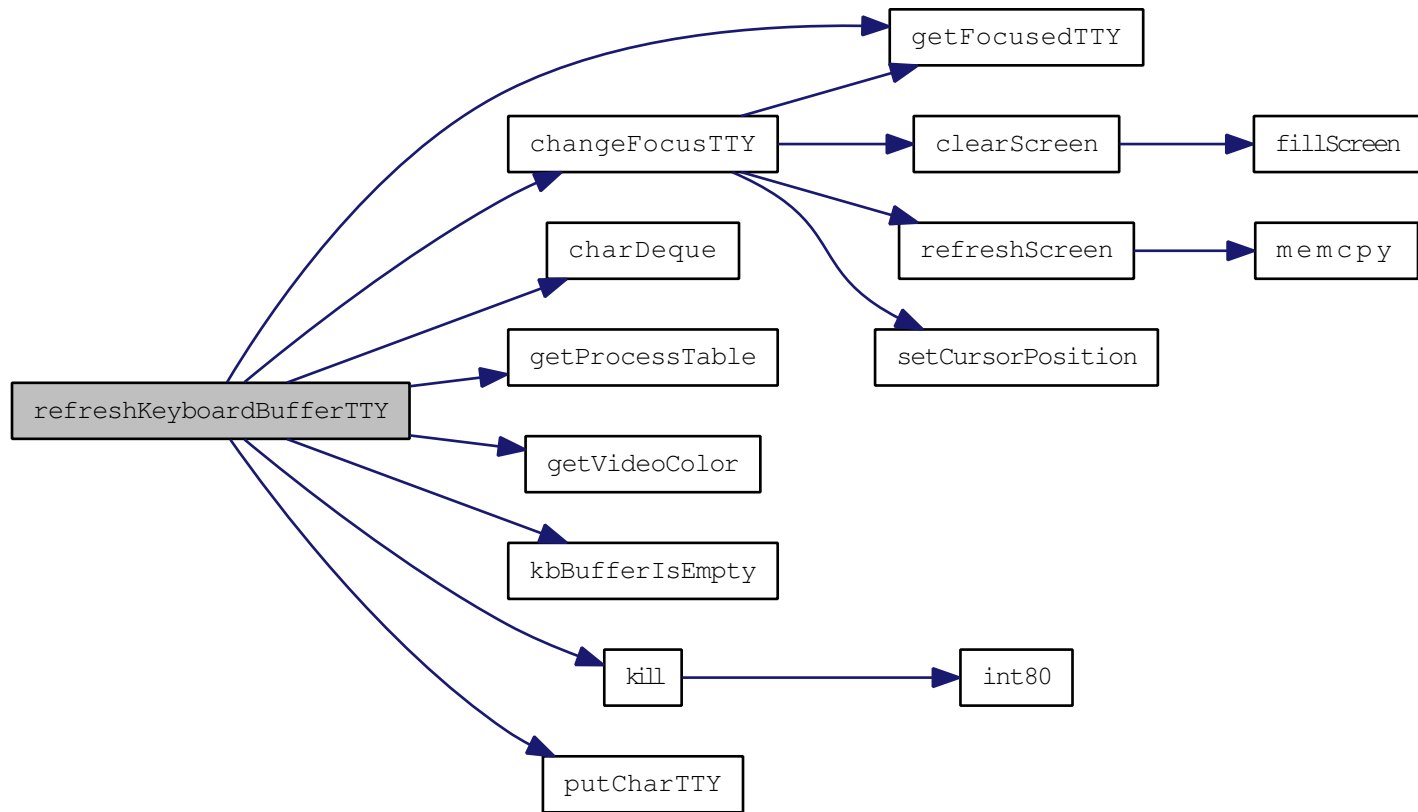 getFocusedTTY
changeFocusTTY
clearScreen
fillScreen
charDeque
refreshScreen
memcpy
getProcessTable
setCursorPosition
refreshKeyboardBufferTTY
getVideoColor
kbBufferIsEmpty
kill
int80
putCharTTY